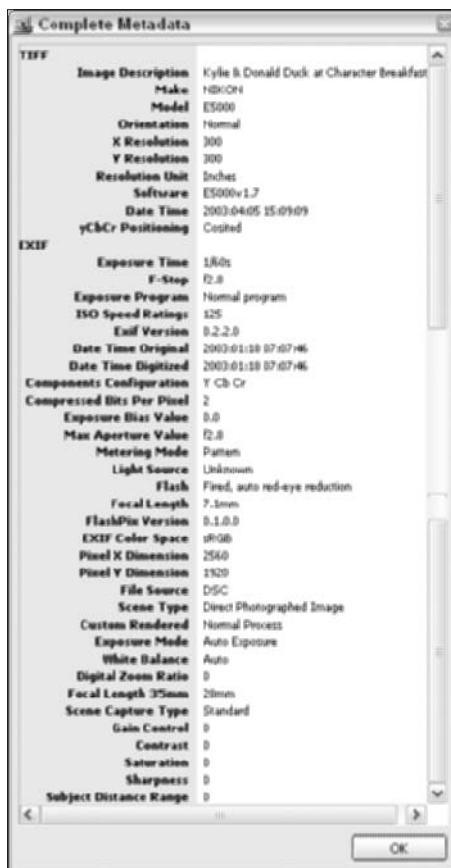 Complete Metadata
TIFF
Image Description Kylie & Donald Duck at Character Breakfast
Make NIKON
Model E5000
Orientation Normal
X Resolution 300
Y Resolution 300
Resolution Unit Inches
Software E5000v1.7
Date Time 2003:04:05 15:09:09
yCbCr Positioning Cosited
EXIF
Exposure Time 1/60s
F-Stop f2.8
Exposure Program Normal program
ISO Speed Ratings 125
Exif Version 0.2.2.0
Date Time Original 2003:01:18 07:07:46
Date Time Digitized 2003:01:18 07:07:46
Components Configuration Y Cb Cr
Compressed Bits Per Pixel 2
Exposure Bias Value 0.0
Max Aperture Value f2.8
Metering Mode Pattern
Light Source Unknown
Flash Fired, auto red-eye reduction
Focal Length 7.1mm
FlashPix Version 0.1.0.0
EXIF Color Space sRGB
Pixel X Dimension 2560
Pixel Y Dimension 1920
File Source DSC
Scene Type Direct Photographed Image
Custom Rendered Normal Process
Exposure Mode Auto Exposure
White Balance Auto
Digital Zoom Ratio 0
Focal Length 35mm 28mm
Scene Capture Type Standard
Gain Control 0
Contrast 0
Saturation 0
Sharpness 0
Subject Distance Range 0
OK